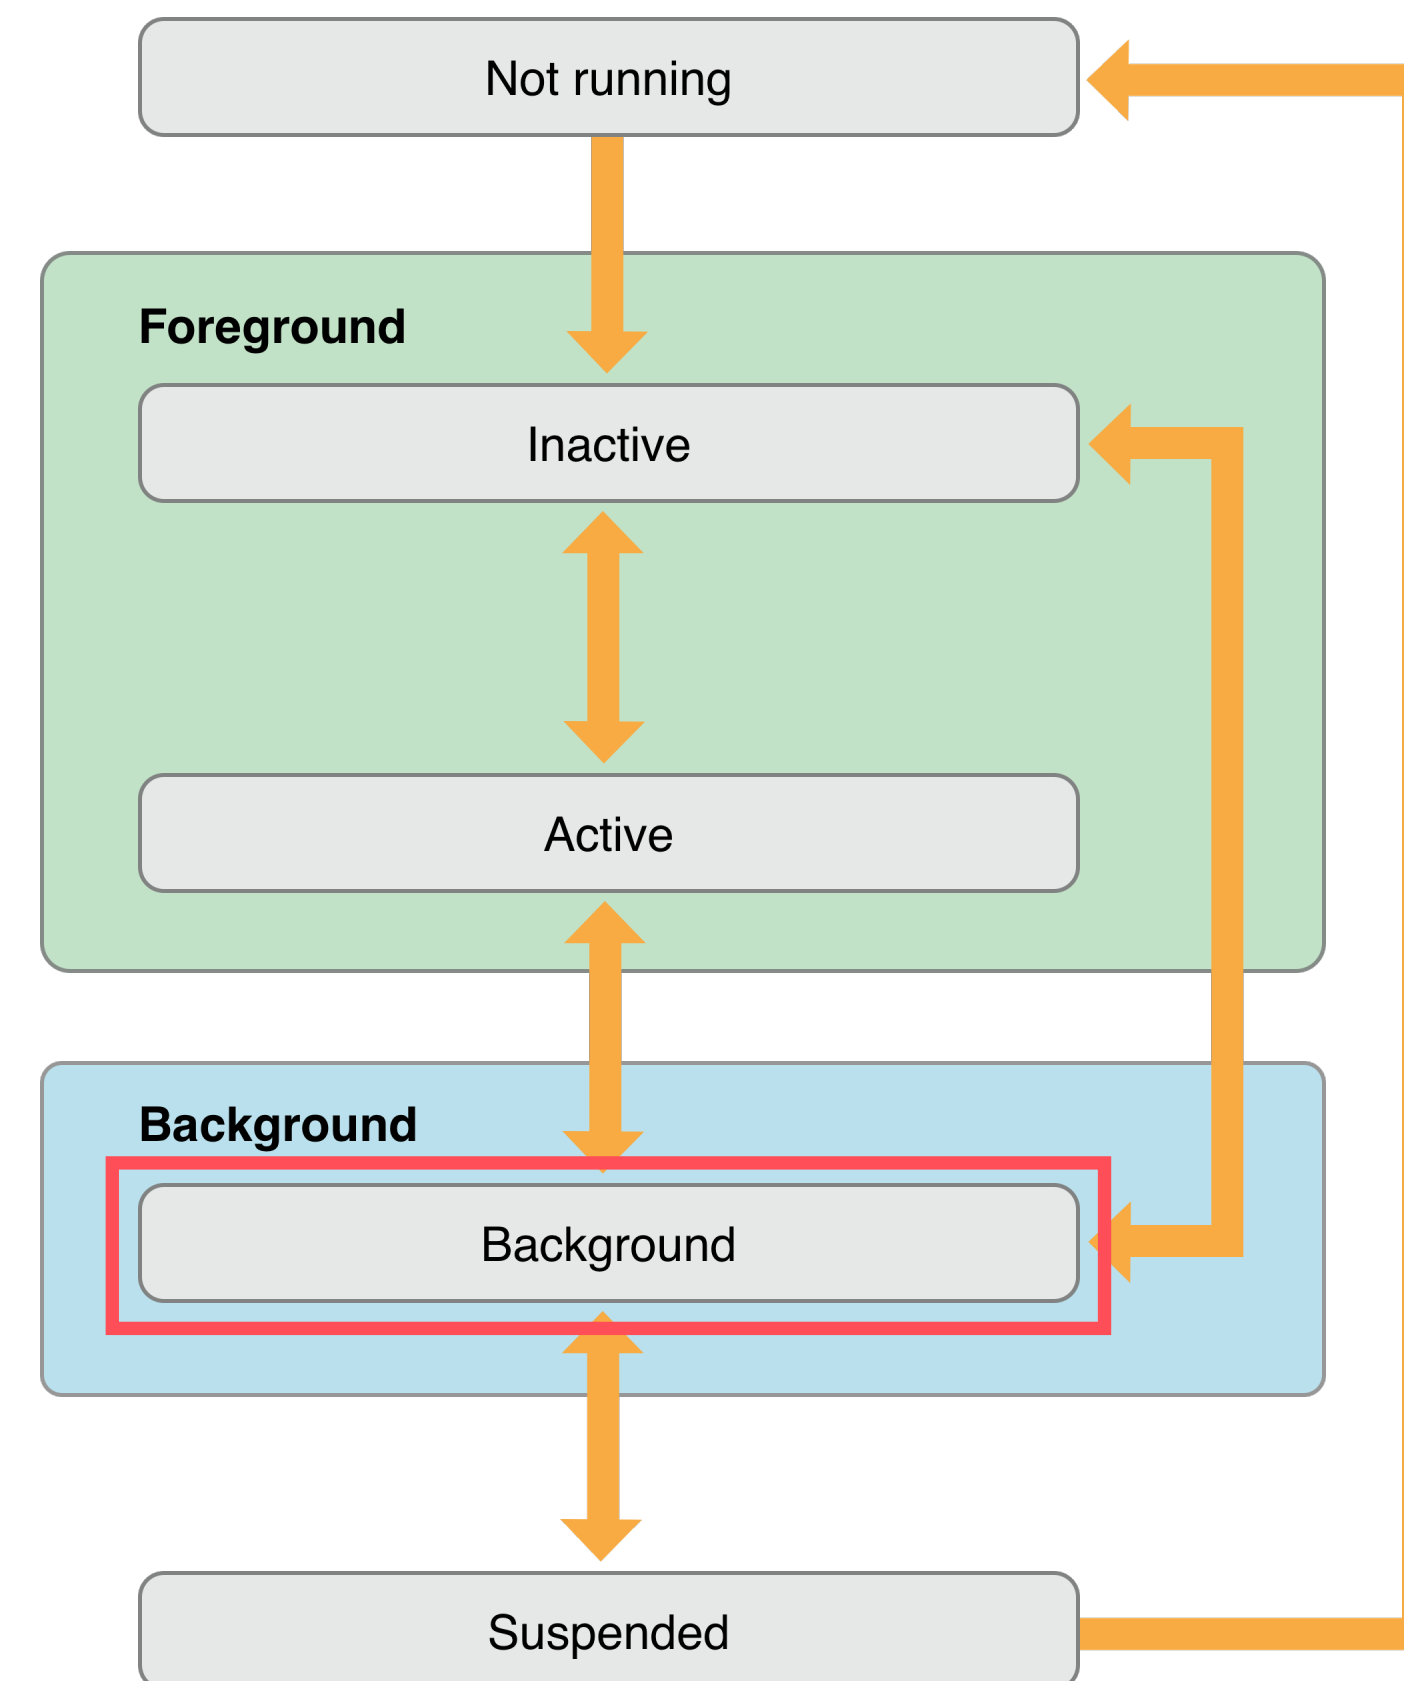 Not running
Foreground
Inactive
Active
Background
Background
Suspended